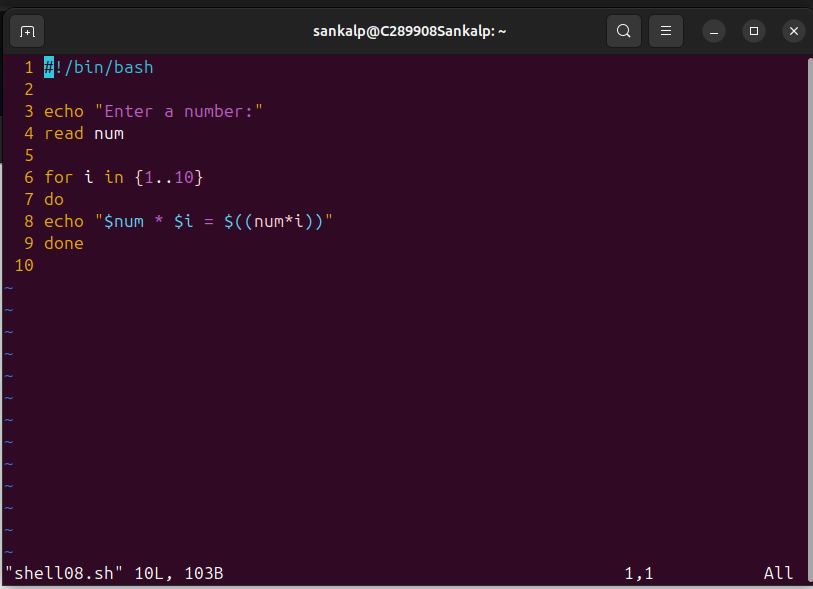 sankalp@C289908Sankalp: ~
1 #!/bin/bash
2
3 echo "Enter a number:"
4 read num
5
6 for i in {1..10}
7 do
8 echo "$num * $i = $((num*i))"
9 done
10
~
~
~
~
~
~
~
~
~
~
~
~
~
"shell08.sh" 10L, 103B 1,1 All